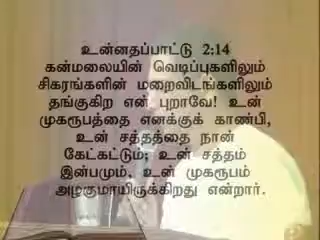 உன்னதப்பாட்டு 2:14
கன்மலையின் வெடிப்புகளிலும்
சிகரங்களின் மறைவிடங்களிலும்
தங்குகிற என் புறாவே! உன்
முகரூபத்தை எனக்குக் காண்பி,
உன் சத்தத்தை நான்
கேட்கட்டும்; உன் சத்தம்
இன்பமும், உன் முகரூபம்
அழகுமாயிருக்கிறது என்றார்.